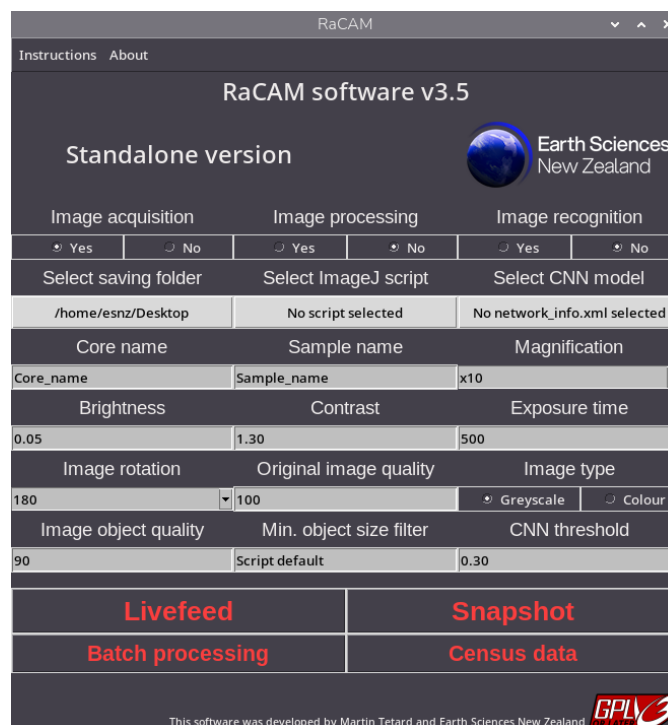 RaCAM
Instructions About
RaCAM software v3.5
Standalone version
Earth Sciences
New Zealand
Image acquisition Image processing Image recognition
Yes No Yes No Yes No
Select saving folder Select ImageJ script Select CNN model
/home/esnz/Desktop No script selected No network_info.xml selected
Core name Sample name Magnification
Core_name Sample_name x10
Brightness Contrast Exposure time
0.05 1.30 500
Image rotation Original image quality Image type
180 100 Greyscale Colour
Image object quality Min. object size filter CNN threshold
90 Script default 0.30
Livefeed Snapshot
Batch processing Census data
This software was developed by Martin Tetard and Earth Sciences New Zealand
GPL